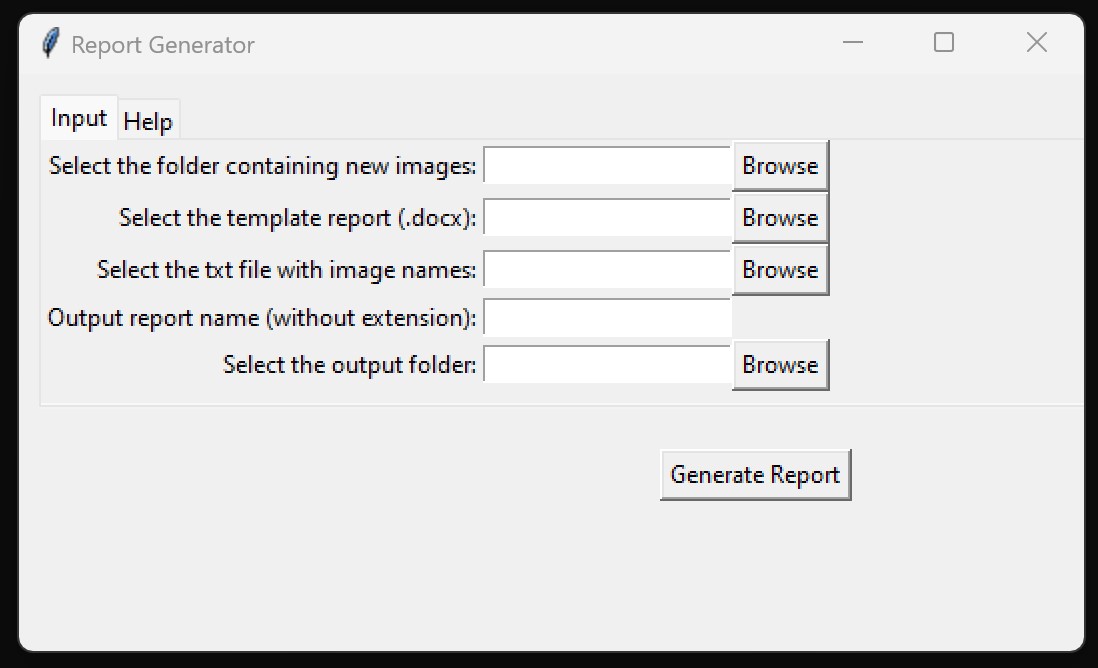 Report Generator
Input Help
Select the folder containing new images: Browse
Select the template report (.docx): Browse
Select the txt file with image names: Browse
Output report name (without extension):
Select the output folder: Browse
Generate Report